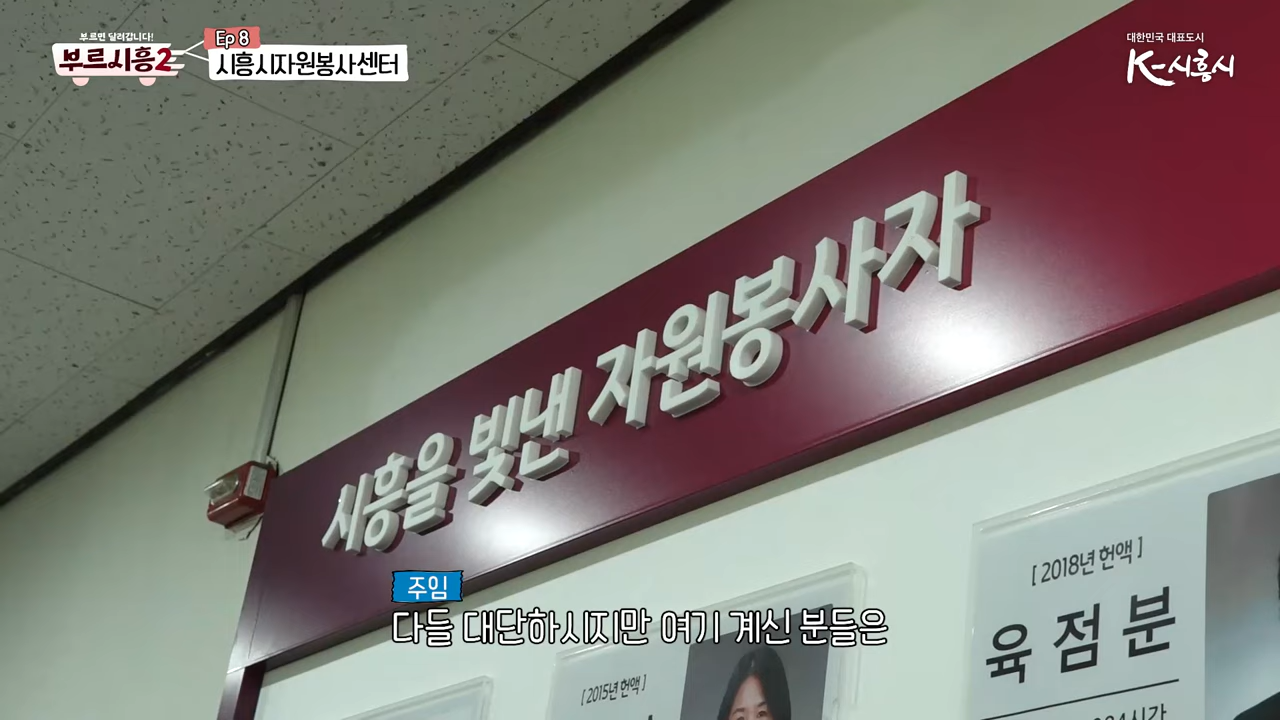 부르면 달려갑니다!
부르시흥2
Ep 8
시흥시자원봉사센터
대한민국 대표도시
K-시흥시
시흥을 빛낸 자원봉사자
[ 2018년 헌액 ]
육점분
[ 2015년 헌액 ]
주임
다들 대단하시지만 여기 계신 분들은